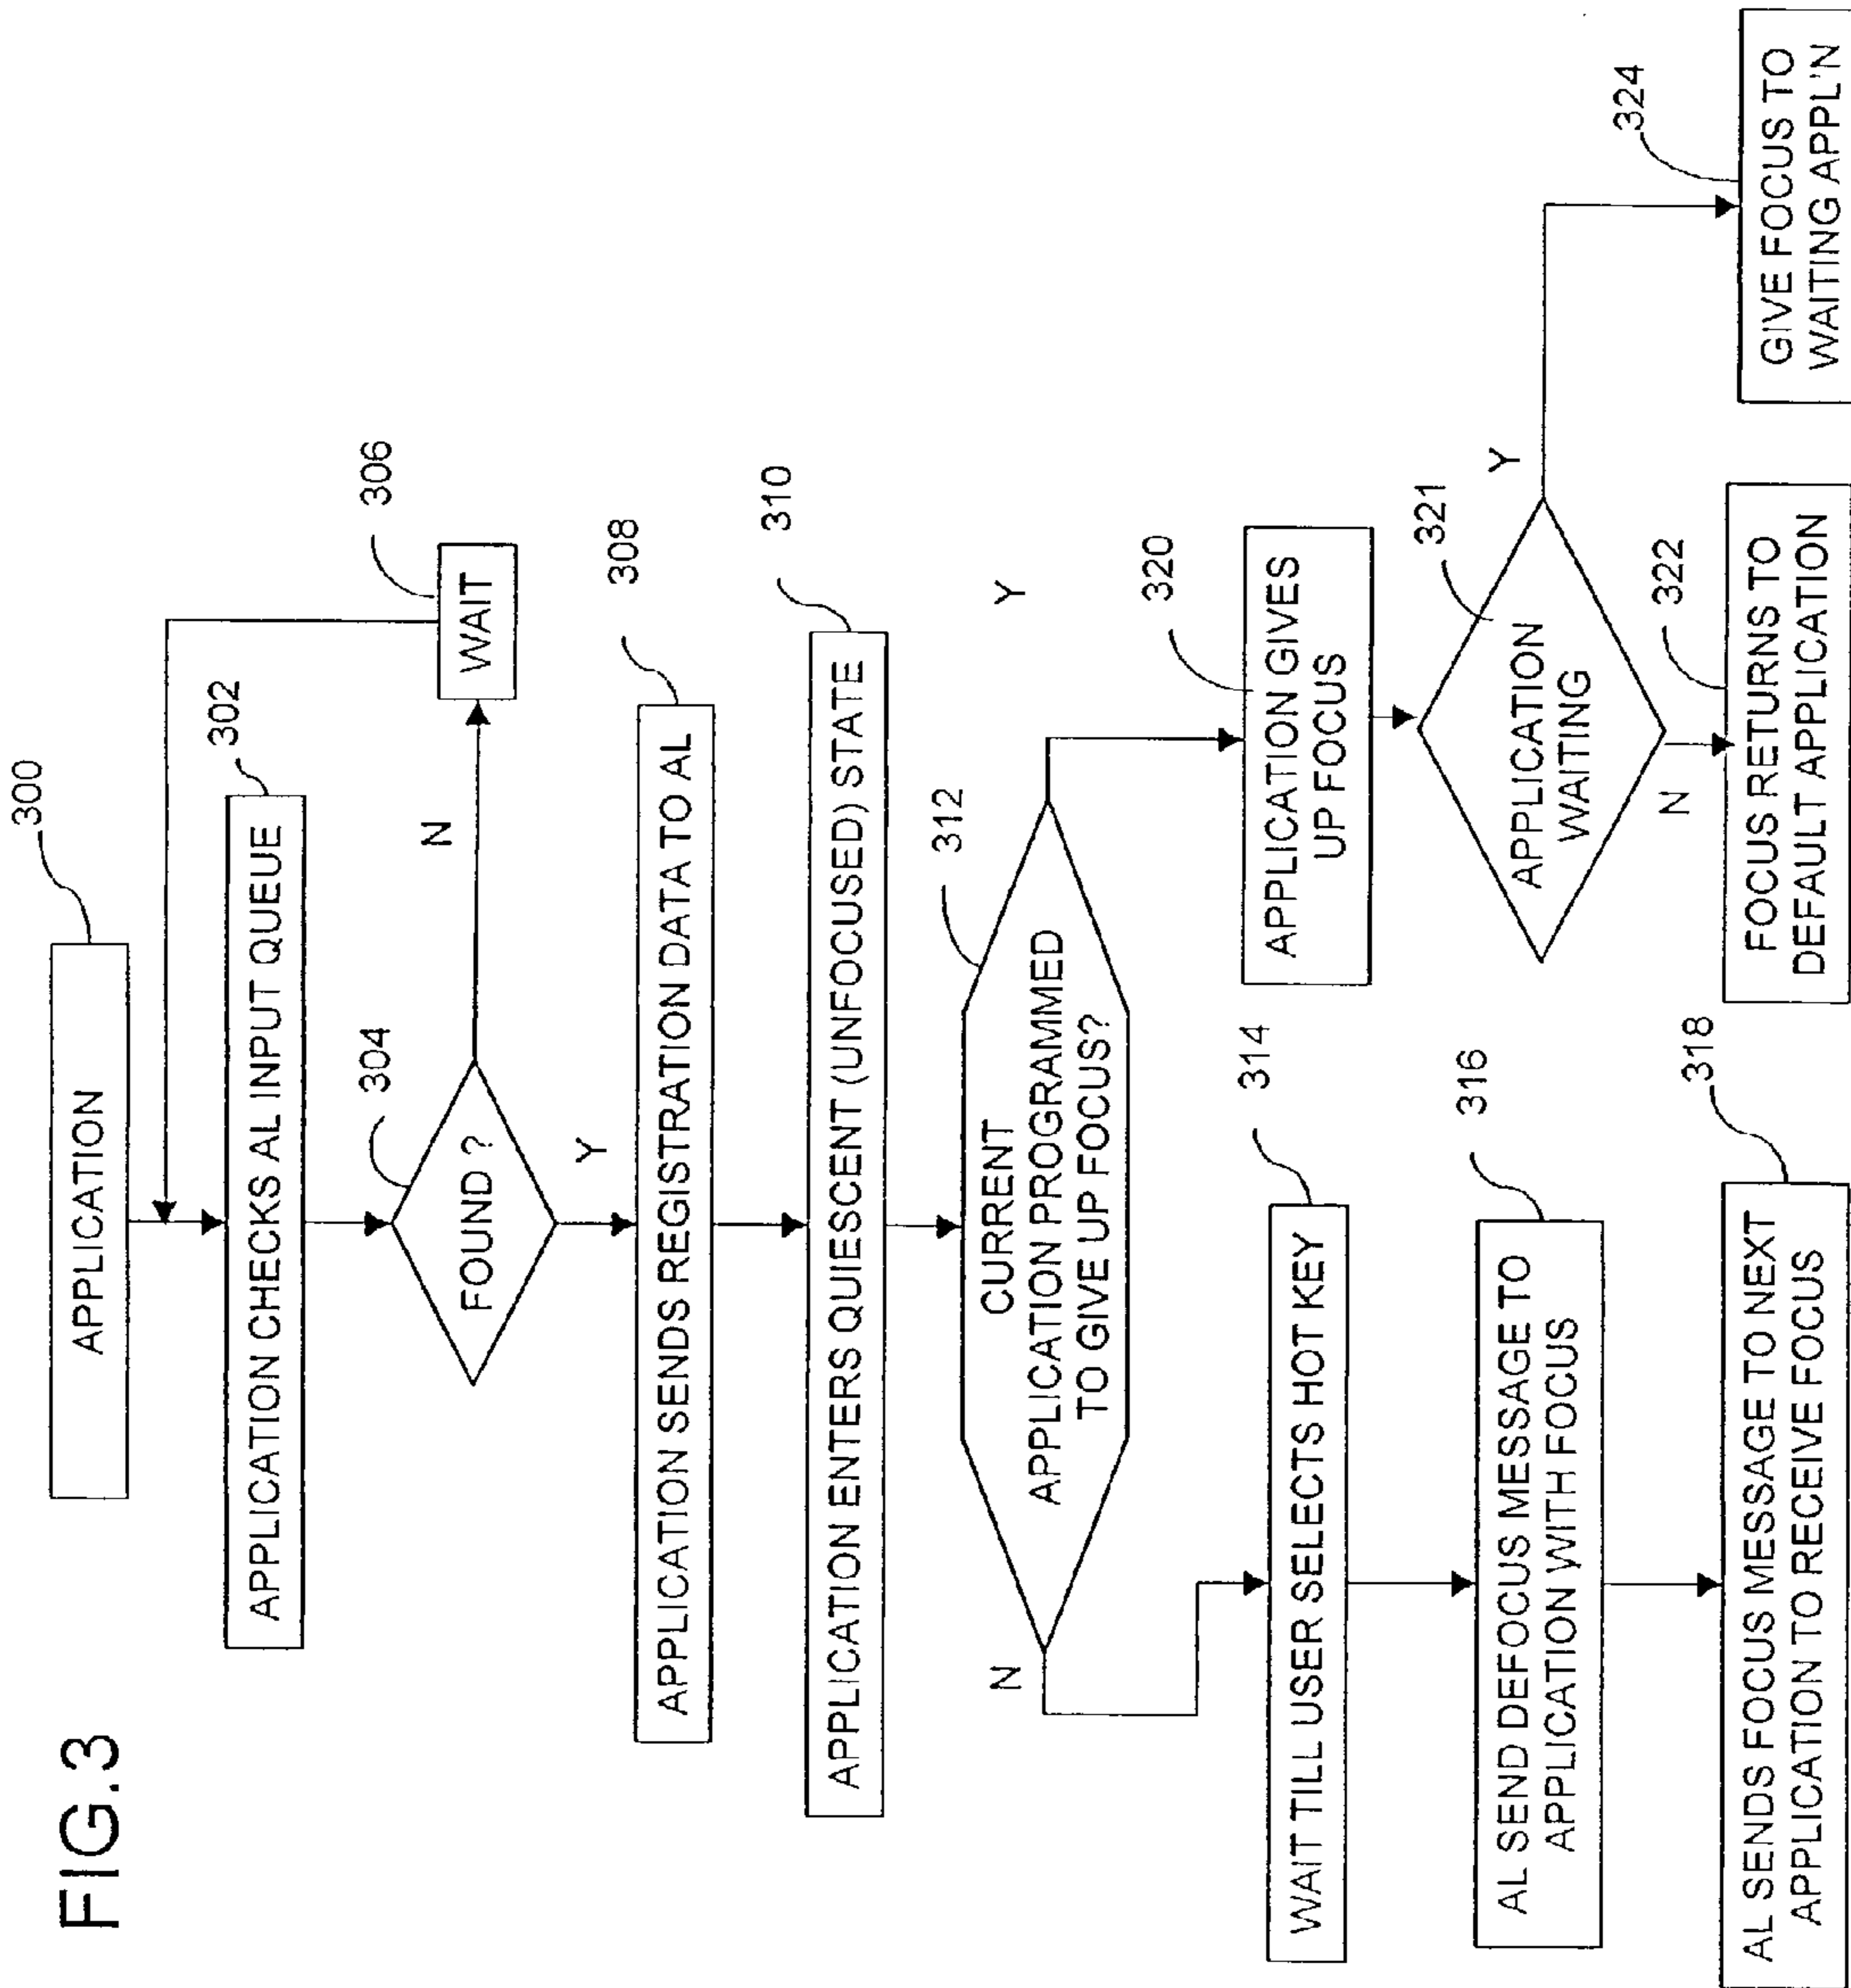 FIG.3
300
APPLICATION
302
APPLICATION CHECKS AL INPUT QUEUE
304
FOUND ?
N
306
WAIT
Y
308
APPLICATION SENDS REGISTRATION DATA TO AL
310
APPLICATION ENTERS QUIESCENT (UNFOCUSED) STATE
312
CURRENT
APPLICATION PROGRAMMED
TO GIVE UP FOCUS?
N
Y
314
WAIT TILL USER SELECTS HOT KEY
316
AL SEND DEFOCUS MESSAGE TO
APPLICATION WITH FOCUS
318
AL SENDS FOCUS MESSAGE TO NEXT
APPLICATION TO RECEIVE FOCUS
320
APPLICATION GIVES
UP FOCUS
321
APPLICATION
WAITING
N
Y
322
FOCUS RETURNS TO
DEFAULT APPLICATION
324
GIVE FOCUS TO
WAITING APPL'N